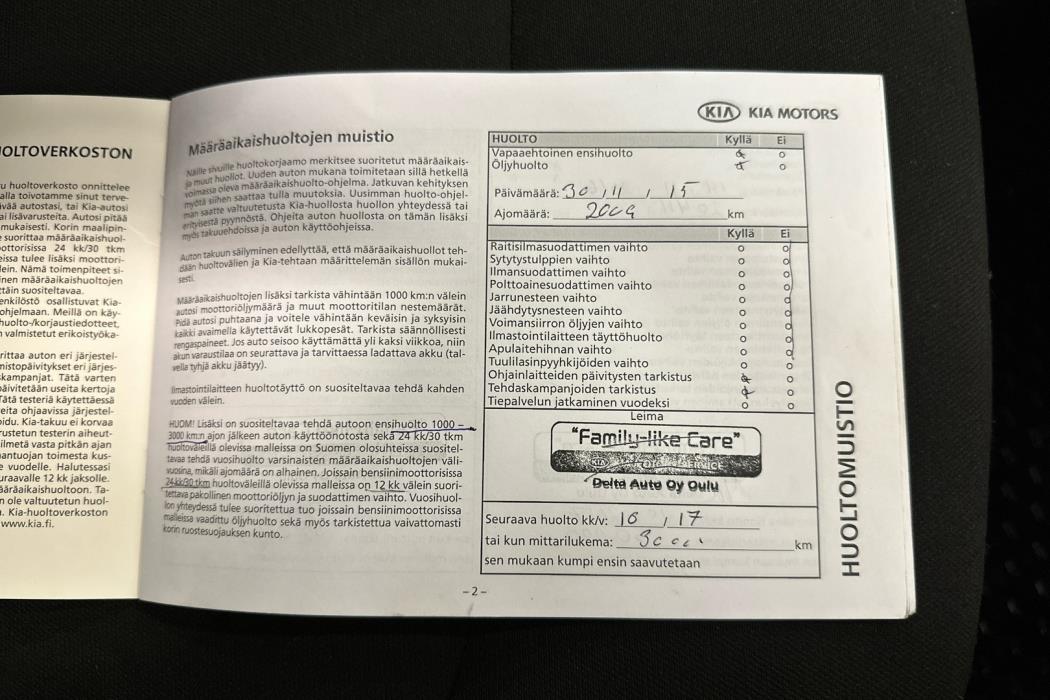 OLTOVERKOSTON
u huoltoverkosto onnittelee
alla toivotamme sinut terve-
ivää autostasi, tai Kia-autosi
ai lisävarusteita. Autosi pitää
mukaisesti. Korin maalipin-
e suorittaa määräaikaishuol-
oottorisissa 24 kk/30 tkm
eissa tulee lisäksi moottori-
lein. Nämä toimenpiteet si-
inen määräaikaishuoltojen
ttäin suositeltavaa.
enkilöstö osallistuvat Kia-
ohjelmaan. Meillä on käy-
huolto-/korjaustiedotteet,
n valmistetut erikoistyöka-
rittaa auton eri järjestel-
mistopäivitykset eri järjes-
kampanjat. Tätä varten
päivitetään useita kertoja
Tätä testeriä käytettäessä
eita ohjaavissa järjestel-
oidu. Kia-takuu ei korvaa
rustetun testerin aiheut-
ilmetä vasta pitkän ajan
antuojan toimesta kus-
e vuodelle. Halutessasi
uraavalle 12 kk jaksolle.
ääräaikaishuoltoon. Ta-
n ole valtuutetun huol-
. Kia-huoltoverkoston
www.kia.fi.
Määräaikaishuoltojen muistio
Näille sivuille huoltokorjaamo merkitsee suoritetut määräaikais-
ja muut huollot. Uuden auton mukana toimitetaan sillä hetkellä
voimassa oleva määräaikaishuolto-ohjelma. Jatkuvan kehityksen
myötä siihen saattaa tulla muutoksia. Uusimman huolto-ohjel-
man saatte valtuutetusta Kia-huollosta huollon yhteydessä tai
erityisestä pyynnöstä. Ohjeita auton huollosta on tämän lisäksi
myös takuuehdoissa ja auton käyttöohjeissa.
Auton takuun säilyminen edellyttää, että määräaikaishuollot teh-
dään huoltovälien ja Kia-tehtaan määrittelemän sisällön mukai-
sesti.
Määräaikaishuoltojen lisäksi tarkista vähintään 1000 km:n välein
autosi moottoriöljymäärä ja muut moottoritilan nestemäärät.
Pidä autosi puhtaana ja voitele vähintään keväisin ja syksyisin
kaikki avaimella käytettävät lukkopesät. Tarkista säännöllisesti
rengaspaineet. Jos auto seisoo käyttämättä yli kaksi viikkoa, niin
akun varaustilaa on seurattava ja tarvittaessa ladattava akku (tal-
vella tyhjä akku jäätyy).
Ilmastointilaitteen huoltotäyttö on suositeltavaa tehdä kahden
vuoden välein.
HUOM! Lisäksi on suositeltavaa tehdä autoon ensihuolto 1000 –
3000 km:n ajon jälkeen auton käyttöönotosta sekä 24 kk/30 tkm
huoltoväleillä olevissa malleissa on Suomen olosuhteissa suositel-
tavaa tehdä vuosihuolto varsinaisten määräaikaishuoltojen väli-
vuosina, mikäli ajomäärä on alhainen. Joissain bensiinimoottorisissa
24kk/30 tkm huoltoväleillä olevissa malleissa on 12 kk välein suori-
tettava pakollinen moottoriöljyn ja suodattimen vaihto. Vuosihuol-
lon yhteydessä tulee suoritettua tuo joissain bensiinimoottorisissa
malleissa vaadittu öljyhuolto sekä myös tarkistettua vaivattomasti
korin ruostesuojauksen kunto.
KIA KIA MOTORS
HUOLTO Kyllä Ei
Vapaaehtoinen ensihuolto
Öljyhuolto
Päivämäärä: 30 / 11 / 15
Ajomäärä: 2009 km
Kyllä Ei
Raitisilmasuodattimen vaihto
Sytytystulppien vaihto
Ilmansuodattimen vaihto
Polttoainesuodattimen vaihto
Jarrunesteen vaihto
Jäähdytysnesteen vaihto
Voimansiirron öljyjen vaihto
Ilmastointilaitteen täyttöhuolto
Apulaitehihnan vaihto
Tuulilasinpyyhkijöiden vaihto
Ohjainlaitteiden päivitysten tarkistus
Tehdaskampanjoiden tarkistus
Tiepalvelun jatkaminen vuodeksi
Leima
"Family-like Care"
KIA MOTORS SERVICE
Delta Auto Oy Oulu
Seuraava huolto kk/v: 10 / 17
tai kun mittarilukema: 30 000 km
sen mukaan kumpi ensin saavutetaan
HUOLTOMUISTIO
– 2 –